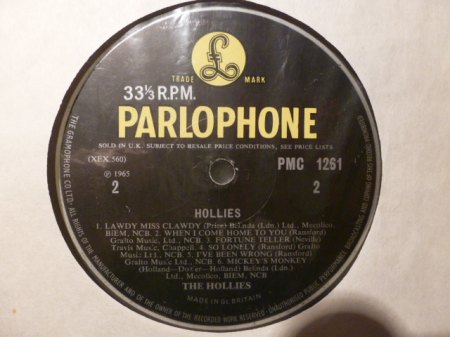 THE GRAMOPHONE CO. LTD. ALL RIGHTS OF THE MANUFACTURER AND OF THE OWNER OF THE RECORDED WORK RESERVED UNAUTHORISED PUBLIC PERFORMANCE BROADCASTING AND COPYING OF THIS RECORD PROHIBITED
£
TRADE MARK
33⅓ R.P.M.
PARLOPHONE
SOLD IN U.K. SUBJECT TO RESALE PRICE CONDITIONS, SEE PRICE LISTS
(XEX.560) PMC 1261
℗ 1965
2 2
HOLLIES
1. LAWDY MISS CLAWDY (Price) Belinda (Ldn.) Ltd., Mecolico,
BIEM, NCB. 2. WHEN I COME HOME TO YOU (Ransford)
Gralto Music, Ltd., NCB. 3. FORTUNE TELLER (Neville)
Travis Music, Chappell. 4. SO LONELY (Ransford) Gralto
Music Ltd., NCB. 5. I'VE BEEN WRONG (Ransford)
Gralto Music Ltd., NCB 6. MICKEY'S MONKEY
(Holland—Dozier—Holland) Belinda (Ldn.)
Ltd., Mecolico, BIEM, NCB
THE HOLLIES
MADE IN GT. BRITAIN